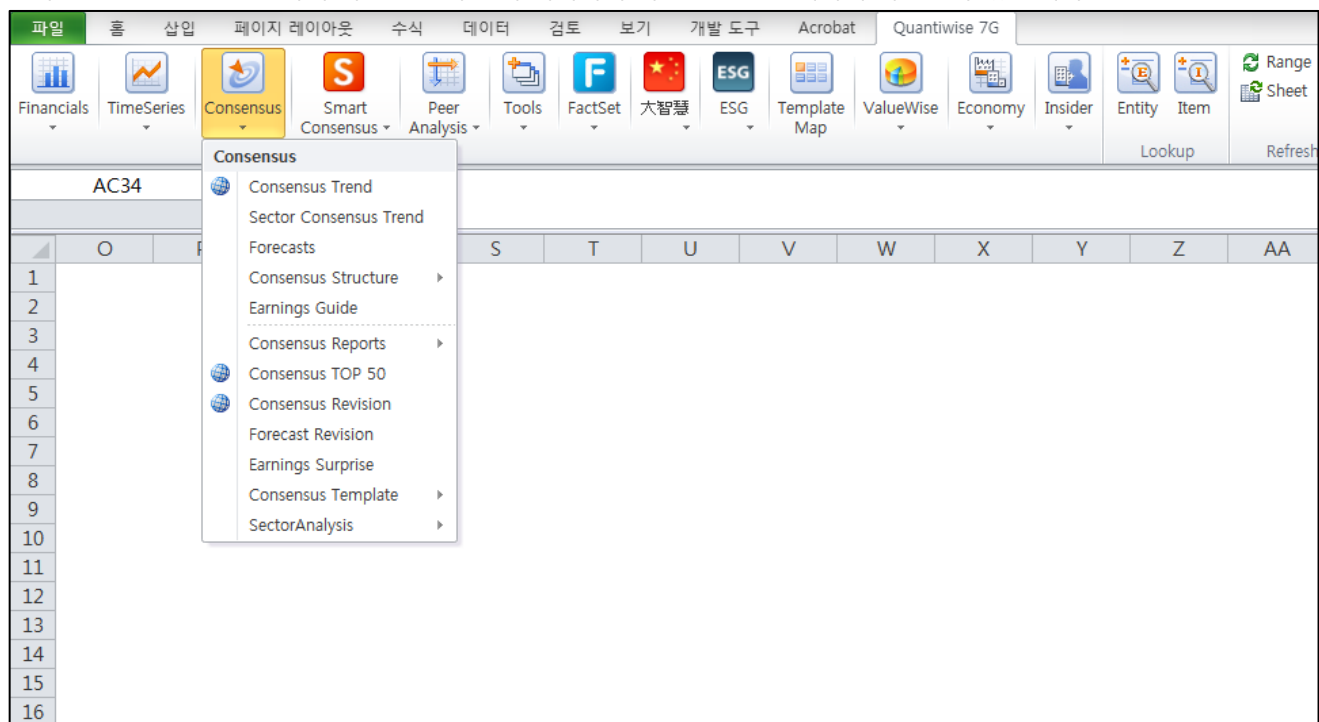 파일 홈 삽입 페이지 레이아웃 수식 데이터 검토 보기 개발 도구 Acrobat Quantiwise 7G
Financials TimeSeries Consensus Smart Consensus Peer Analysis Tools FactSet 大智慧 ESG Template Map ValueWise Economy Insider Entity Item Range
Sheet
S F ESG E I
Lookup Refresh
Consensus
AC34
Consensus Trend
Sector Consensus Trend
Forecasts
Consensus Structure
Earnings Guide
Consensus Reports
Consensus TOP 50
Consensus Revision
Forecast Revision
Earnings Surprise
Consensus Template
SectorAnalysis
O S T U V W X Y Z AA
1
2
3
4
5
6
7
8
9
10
11
12
13
14
15
16